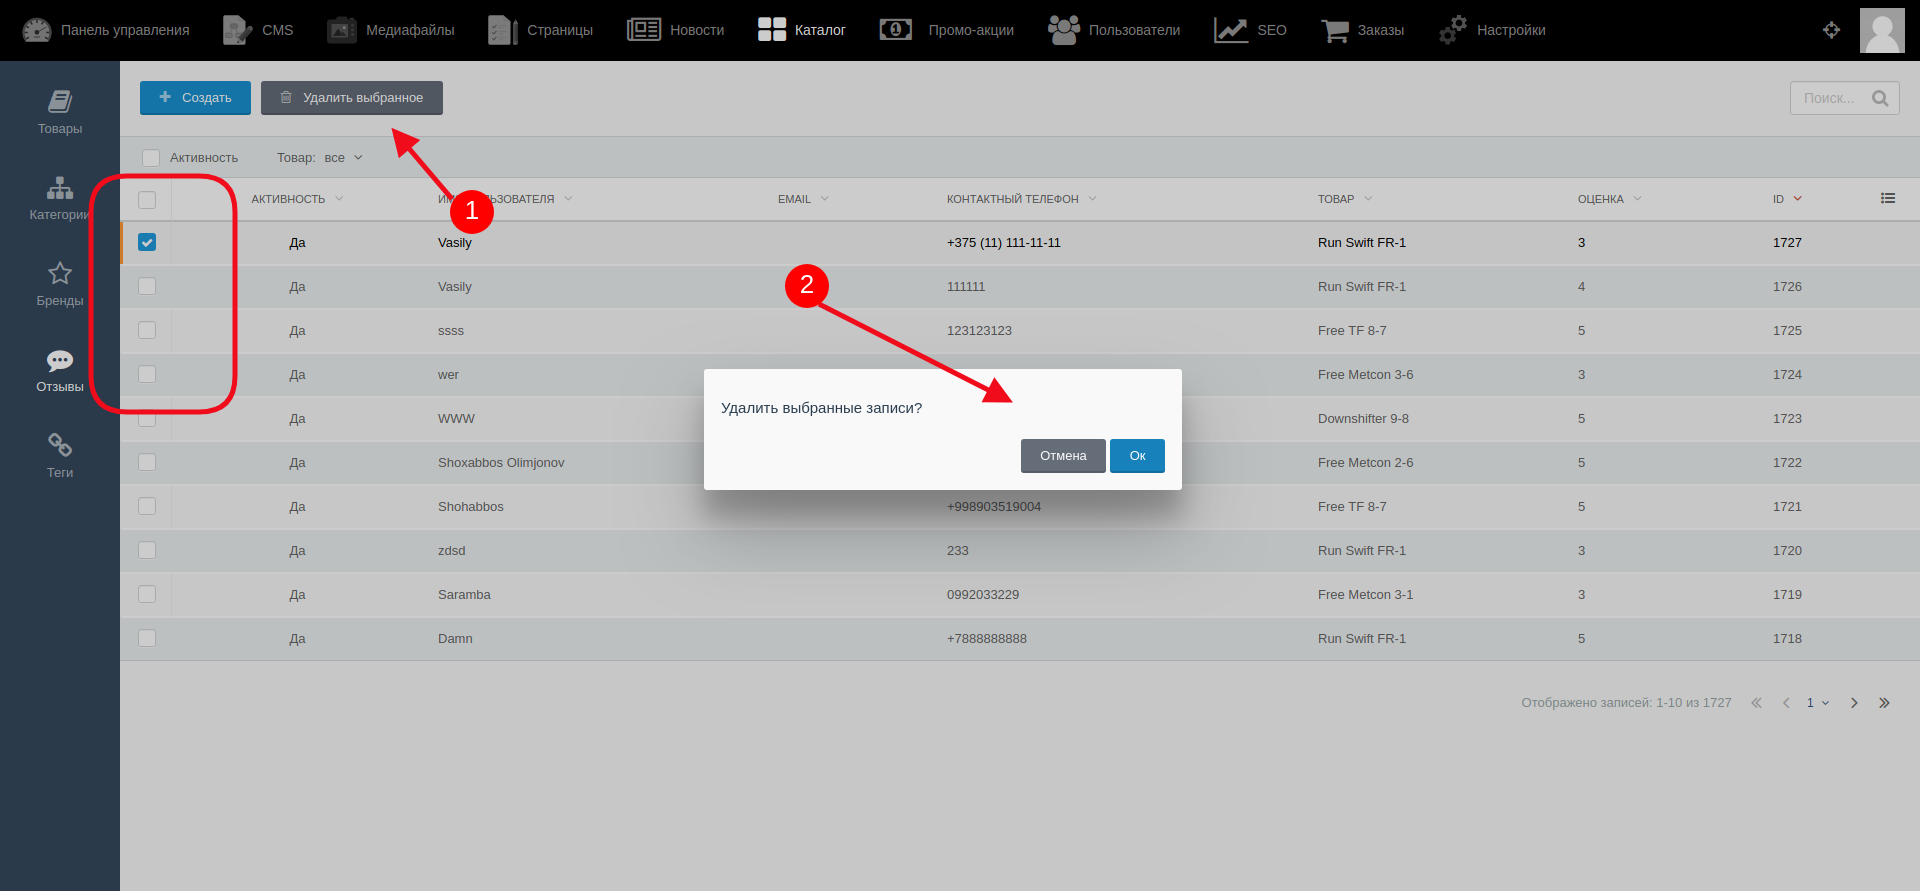 Панель управления CMS Медиафайлы Страницы Новости Каталог Промо-акции Пользователи SEO Заказы Настройки
Создать Удалить выбранное Поиск...
Товары
Категории
Бренды
Отзывы
Теги
Активность Товар: все
АКТИВНОСТЬ EMAIL КОНТАКТНЫЙ ТЕЛЕФОН ТОВАР ОЦЕНКА ID
1
Да Vasily +375 (11) 111-11-11 Run Swift FR-1 3 1727
2
Да Vasily 111111 Run Swift FR-1 4 1726
Да ssss 123123123 Free TF 8-7 5 1725
Да wer Free Metcon 3-6 3 1724
Да WWW Downshifter 9-8 5 1723
Да Shoxabbos Olimjonov Free Metcon 2-6 5 1722
Да Shohabbos +998903519004 Free TF 8-7 5 1721
Да zdsd 233 Run Swift FR-1 3 1720
Да Saramba 0992033229 Free Metcon 3-1 3 1719
Да Damn +7888888888 Run Swift FR-1 5 1718
Удалить выбранные записи?
Отмена Ок
Отображено записей: 1-10 из 1727 1